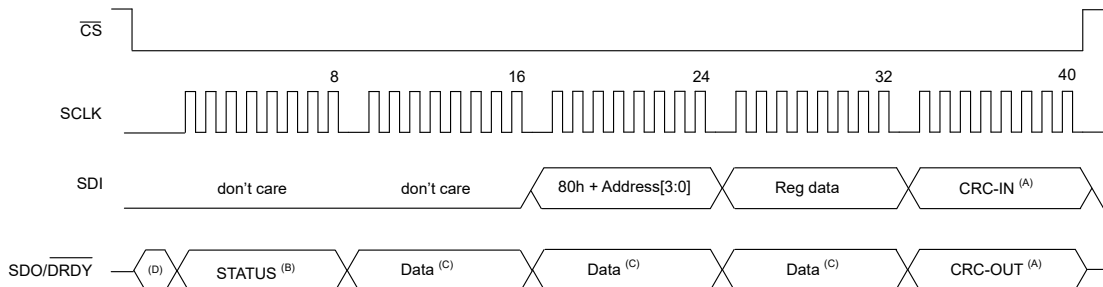 CS
8 16 24 32 40
SCLK
SDI don't care don't care 80h + Address[3:0] Reg data CRC-IN (A)
SDO/DRDY (D) STATUS (B) Data (C) Data (C) Data (C) CRC-OUT (A)